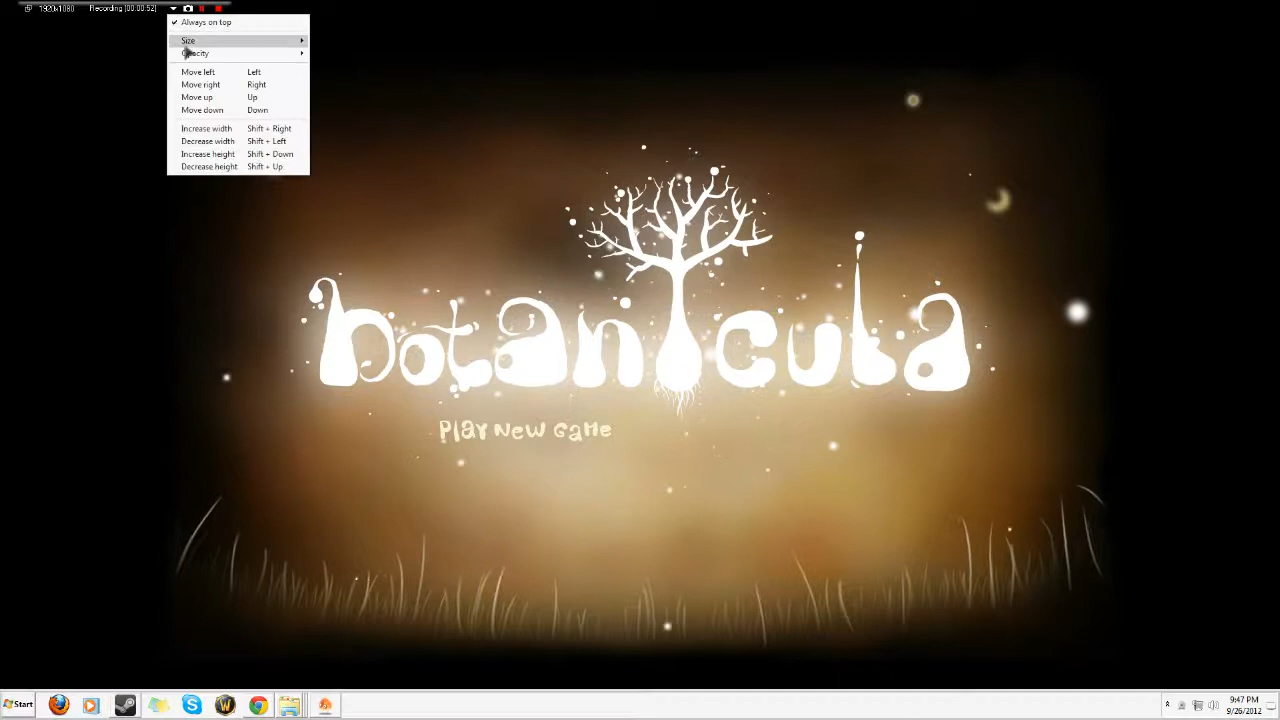 1920x1080 Recording [00:00:52]
Always on top
Size
Opacity
Move left Left
Move right Right
Move up Up
Move down Down
Increase width Shift + Right
Decrease width Shift + Left
Increase height Shift + Down
Decrease height Shift + Up
botanicula
Play New Game
Start
9:47 PM
9/26/2012